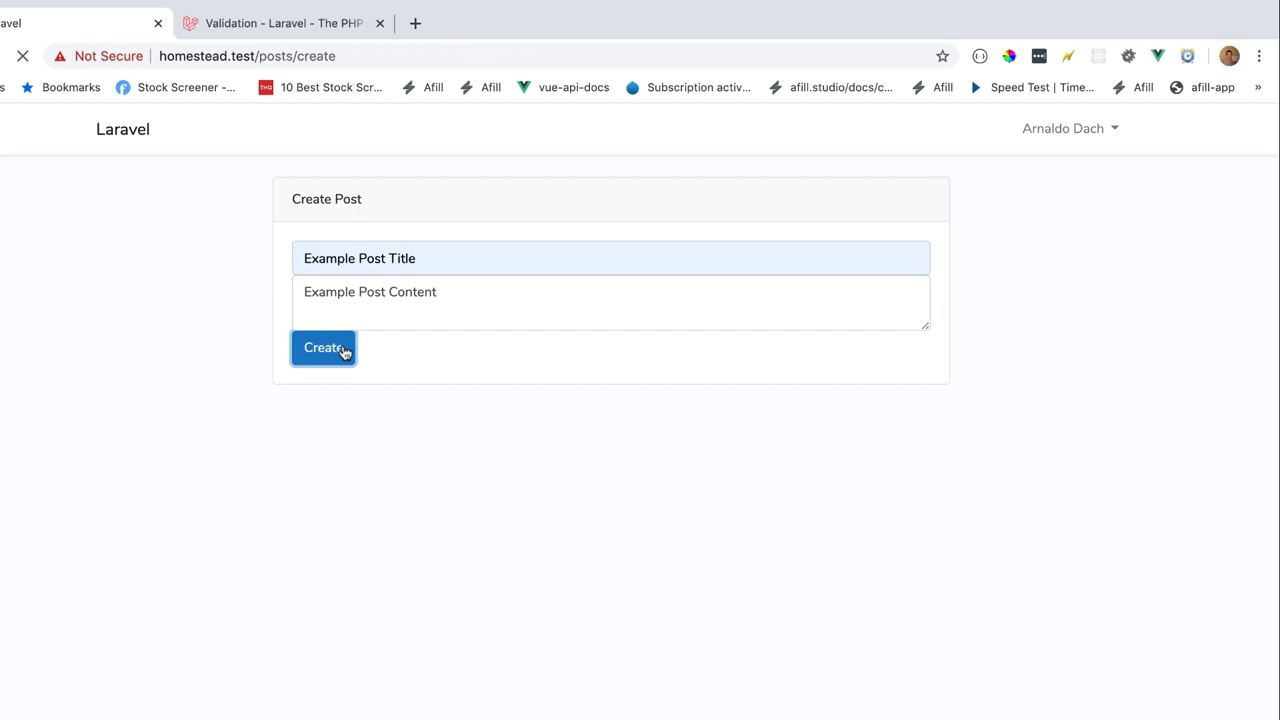 avel
Validation - Laravel - The PHP
Not Secure
homestead.test/posts/create
s
Bookmarks
Stock Screener -...
THQ
10 Best Stock Scr...
Afill
Afill
vue-api-docs
Subscription activ...
afill.studio/docs/c...
Afill
Speed Test | Time...
Afill
afill-app
»
Laravel
Arnaldo Dach
Create Post
Example Post Title
Example Post Content
Create